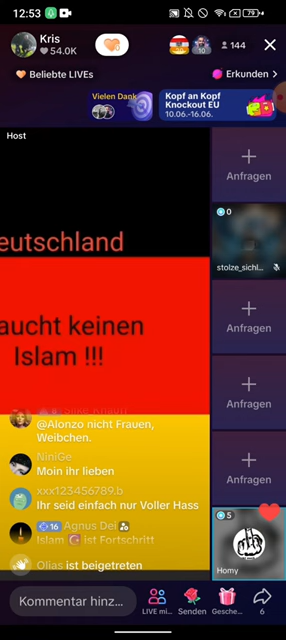 12:53
Kris
54.0K
10
144
Beliebte LIVEs
Erkunden >
Vielen Dank
Kopf an Kopf
Knockout EU
10.06.-16.06.
Host
eutschland
aucht keinen
Islam !!!
Anfragen
0
stolze_sichl...
Anfragen
Anfragen
Anfragen
5
Homy
@Alonzo nicht Frauen,
Weibchen.
NiniGe
Moin ihr lieben
xxx123456789.b
Ihr seid einfach nur Voller Hass
16 Agnus Dei
Islam ☪️ ist Fortschritt
Olias ist beigetreten
Kommentar hinz...
LIVE mi...
Senden
Gesche...
6